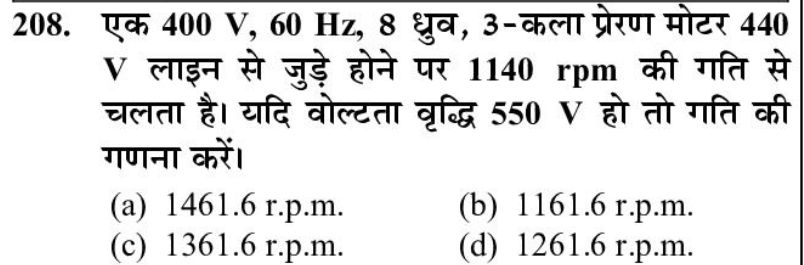 208. एक 400 V, 60 Hz, 8 ध्रुव, 3-कला प्रेरण मोटर 440
V लाइन से जुड़े होने पर 1140 rpm की गति से
चलता है। यदि वोल्टता वृद्धि 550 V हो तो गति की
गणना करें।
(a) 1461.6 r.p.m. (b) 1161.6 r.p.m.
(c) 1361.6 r.p.m. (d) 1261.6 r.p.m.